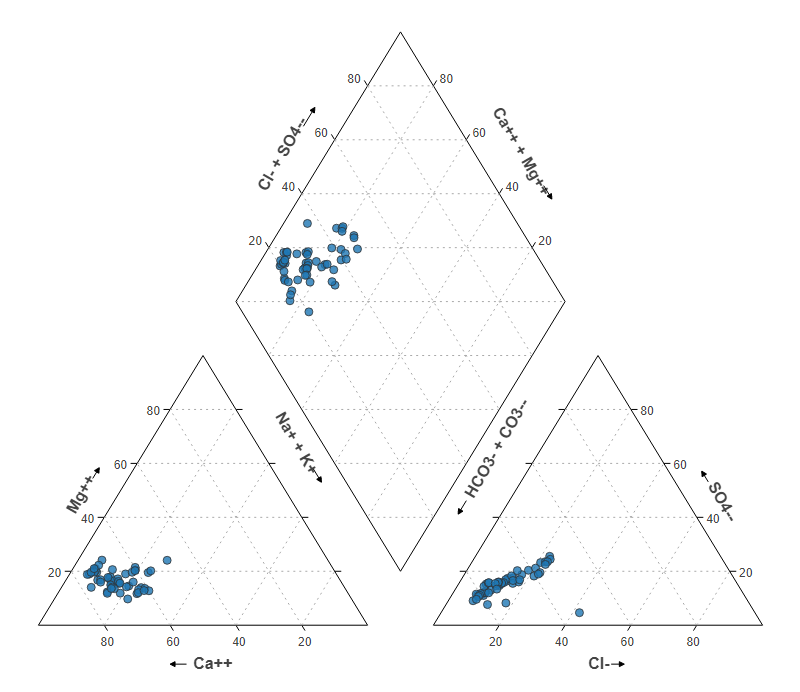 80 80
Cl- + SO4--
Ca++ + Mg++
60 60
40 40
20 20
Na+ + K+
HCO3- + CO3--
80 80
Mg++
60 60
SO4--
40 40
20 20
80 60 40 20
20 40 60 80
Ca++
Cl-